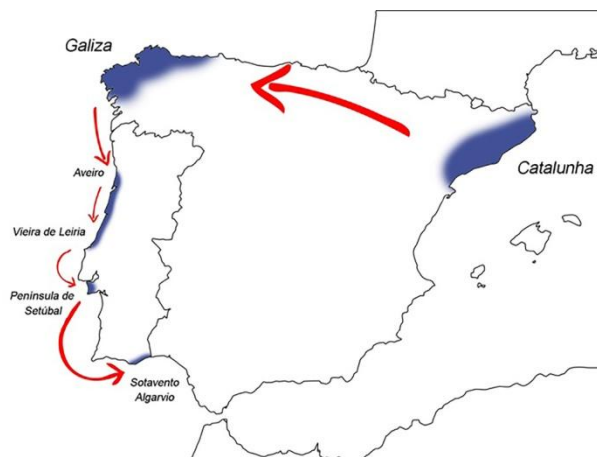 Galiza
Catalunha
Aveiro
Vieira de Leiria
Península de
Setúbal
Sotavento
Algarvio